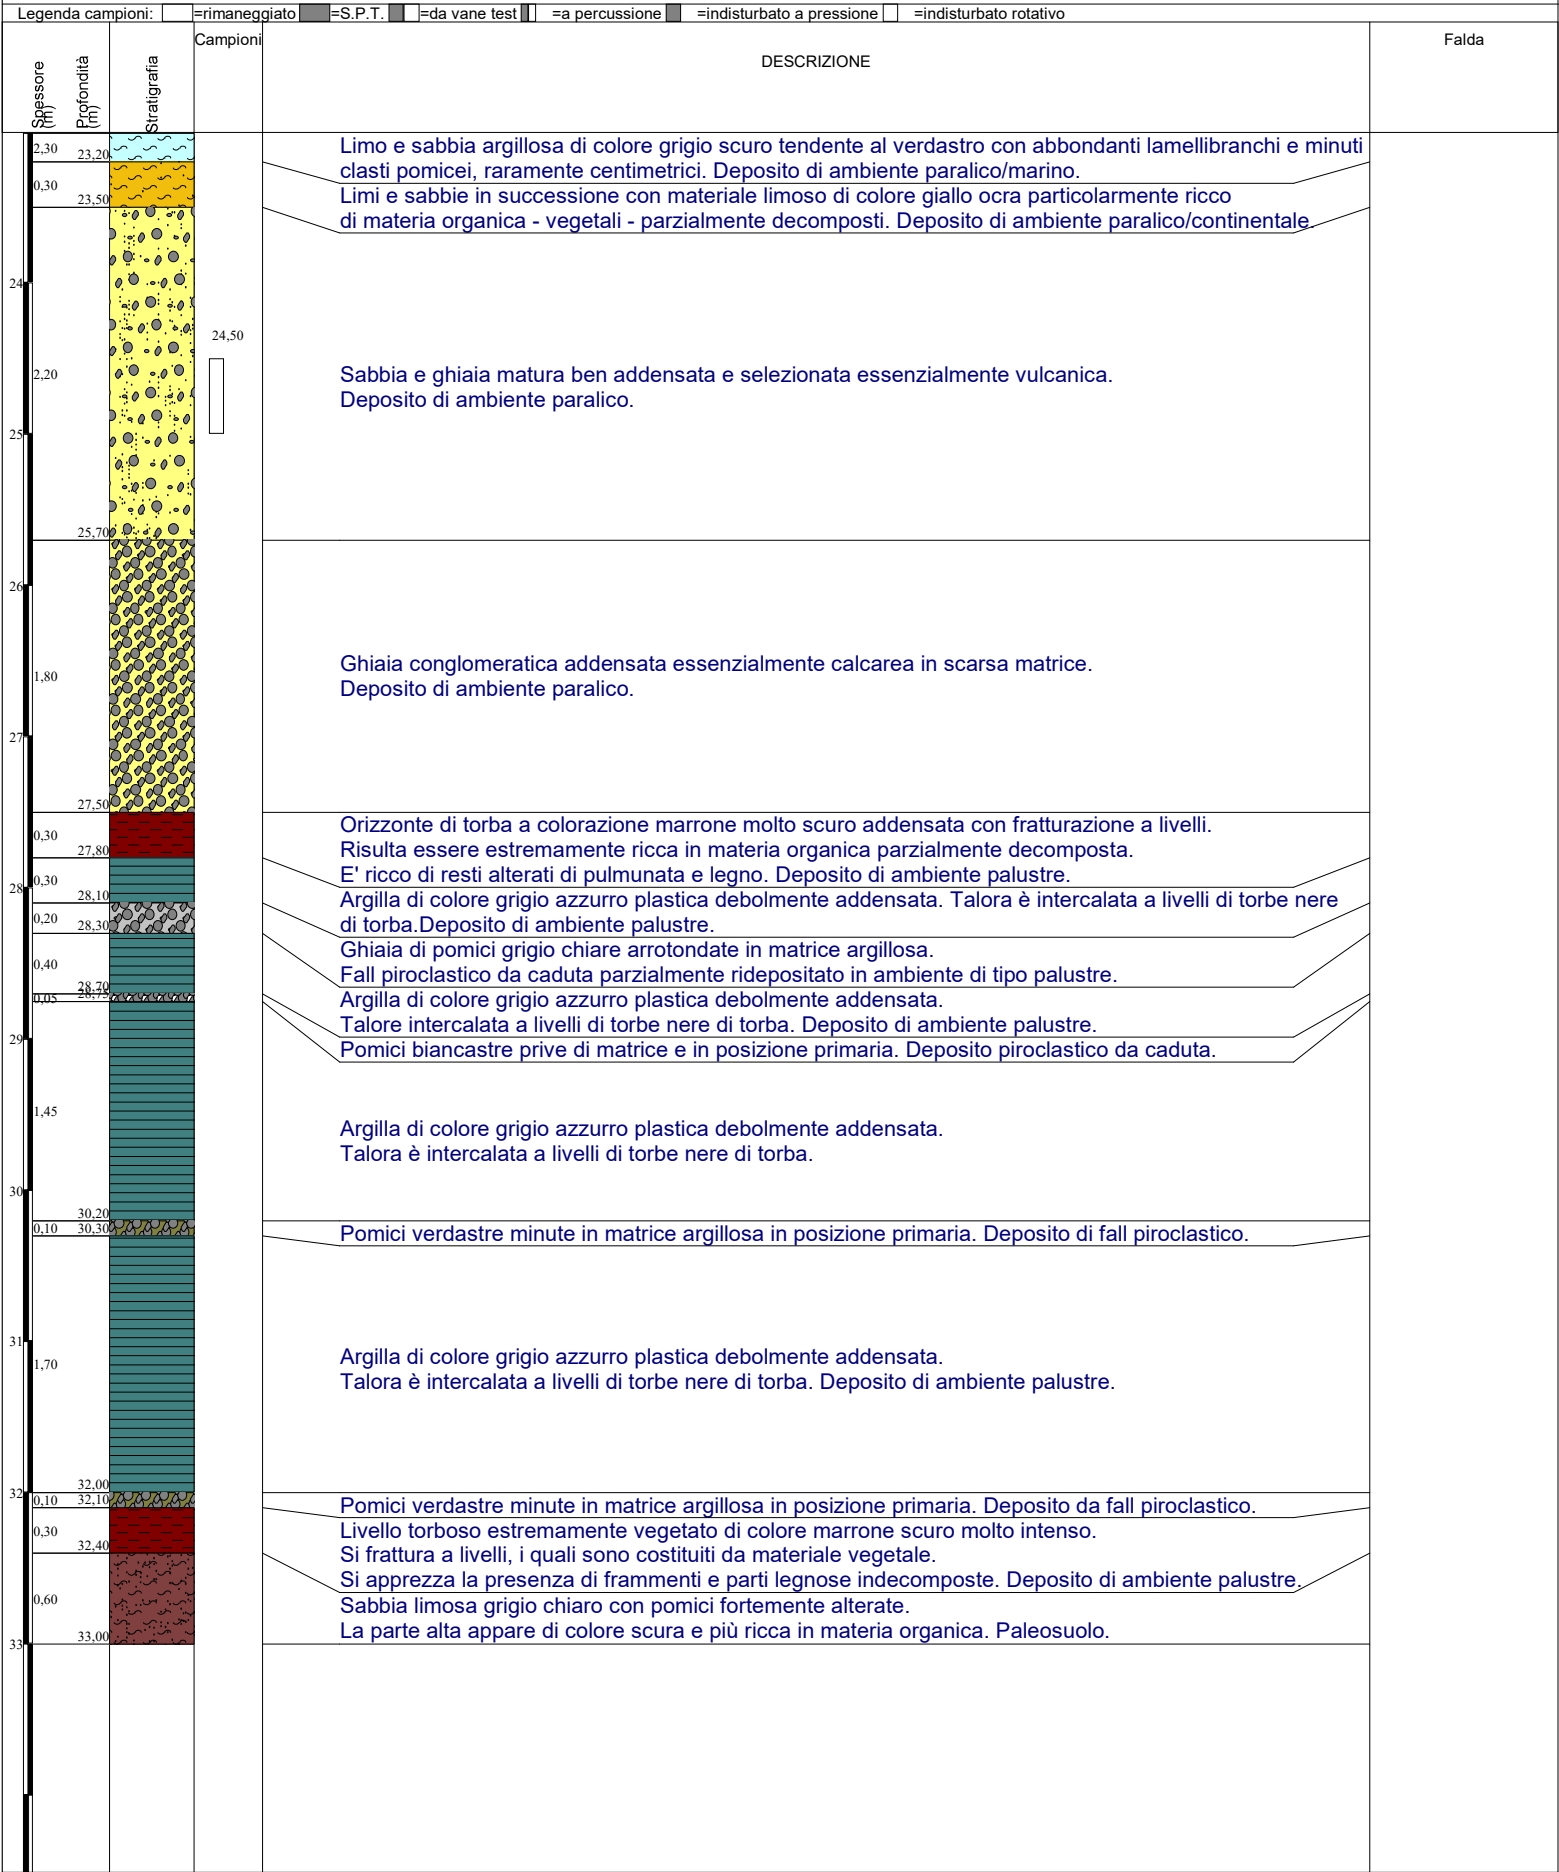 Legenda campioni: =rimaneggiato =S.P.T. =da vane test =a percussione =indisturbato a pressione =indisturbato rotativo
Spessore (m)
Profondità (m)
Stratigrafia
Campioni
DESCRIZIONE
Falda
2,30
23,20
Limo e sabbia argillosa di colore grigio scuro tendente al verdastro con abbondanti lamellibranchi e minuti
clasti pomicei, raramente centimetrici. Deposito di ambiente paralico/marino.
0,30
23,50
Limi e sabbie in successione con materiale limoso di colore giallo ocra particolarmente ricco
di materia organica - vegetali - parzialmente decomposti. Deposito di ambiente paralico/continentale.
24
24,50
2,20
Sabbia e ghiaia matura ben addensata e selezionata essenzialmente vulcanica.
Deposito di ambiente paralico.
25
25,70
26
1,80
Ghiaia conglomeratica addensata essenzialmente calcarea in scarsa matrice.
Deposito di ambiente paralico.
27
27,50
0,30
27,80
Orizzonte di torba a colorazione marrone molto scuro addensata con fratturazione a livelli.
Risulta essere estremamente ricca in materia organica parzialmente decomposta.
E' ricco di resti alterati di pulmunata e legno. Deposito di ambiente palustre.
28
0,30
28,10
Argilla di colore grigio azzurro plastica debolmente addensata. Talora è intercalata a livelli di torbe nere
di torba.Deposito di ambiente palustre.
0,20
28,30
Ghiaia di pomici grigio chiare arrotondate in matrice argillosa.
Fall piroclastico da caduta parzialmente ridepositato in ambiente di tipo palustre.
0,40
28,70
Argilla di colore grigio azzurro plastica debolmente addensata.
Talore intercalata a livelli di torbe nere di torba. Deposito di ambiente palustre.
0,05
28,75
Pomici biancastre prive di matrice e in posizione primaria. Deposito piroclastico da caduta.
29
1,45
Argilla di colore grigio azzurro plastica debolmente addensata.
Talora è intercalata a livelli di torbe nere di torba.
30
30,20
0,10
30,30
Pomici verdastre minute in matrice argillosa in posizione primaria. Deposito di fall piroclastico.
31
1,70
Argilla di colore grigio azzurro plastica debolmente addensata.
Talora è intercalata a livelli di torbe nere di torba. Deposito di ambiente palustre.
32,00
32
0,10
32,10
Pomici verdastre minute in matrice argillosa in posizione primaria. Deposito da fall piroclastico.
0,30
32,40
Livello torboso estremamente vegetato di colore marrone scuro molto intenso.
Si frattura a livelli, i quali sono costituiti da materiale vegetale.
Si apprezza la presenza di frammenti e parti legnose indecomposte. Deposito di ambiente palustre.
0,60
33,00
Sabbia limosa grigio chiaro con pomici fortemente alterate.
La parte alta appare di colore scura e più ricca in materia organica. Paleosuolo.
33